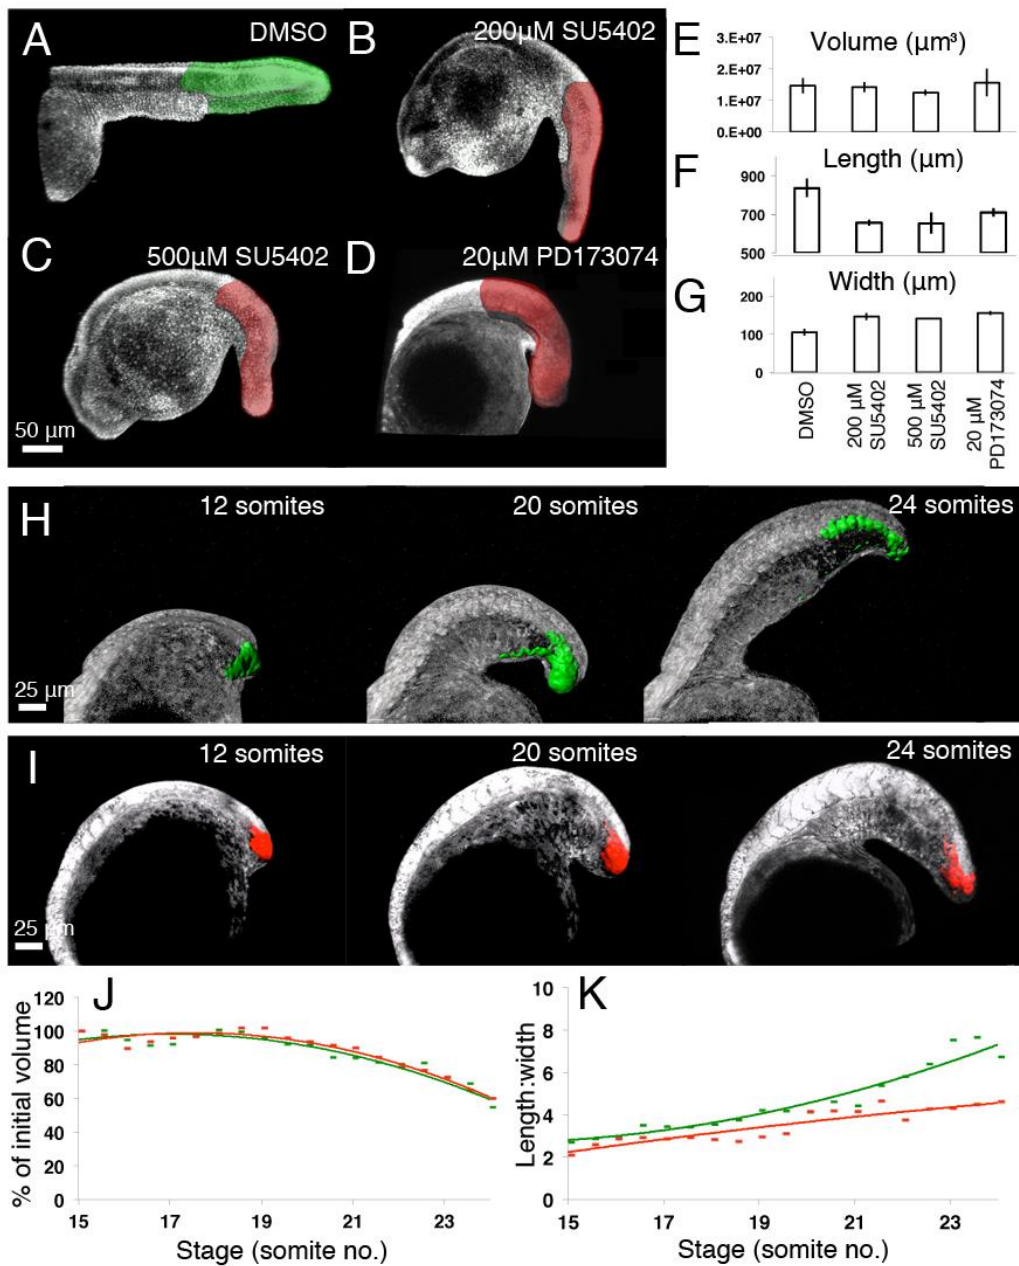 A DMSO
B 200µM SU5402
C 500µM SU5402
50 µm
D 20µM PD173074
E Volume (µm³)
3.E+07
2.E+07
1.E+07
0.E+00
F Length (µm)
900
700
500
G Width (µm)
200
100
0
DMSO
200 µM
SU5402
500 µM
SU5402
20 µM
PD173074
H 12 somites 20 somites 24 somites
25 µm
I 12 somites 20 somites 24 somites
25 µm
J
% of initial volume
120
100
80
60
40
20
0
15 17 19 21 23
Stage (somite no.)
K
Length:width
10
8
6
4
2
0
15 17 19 21 23
Stage (somite no.)